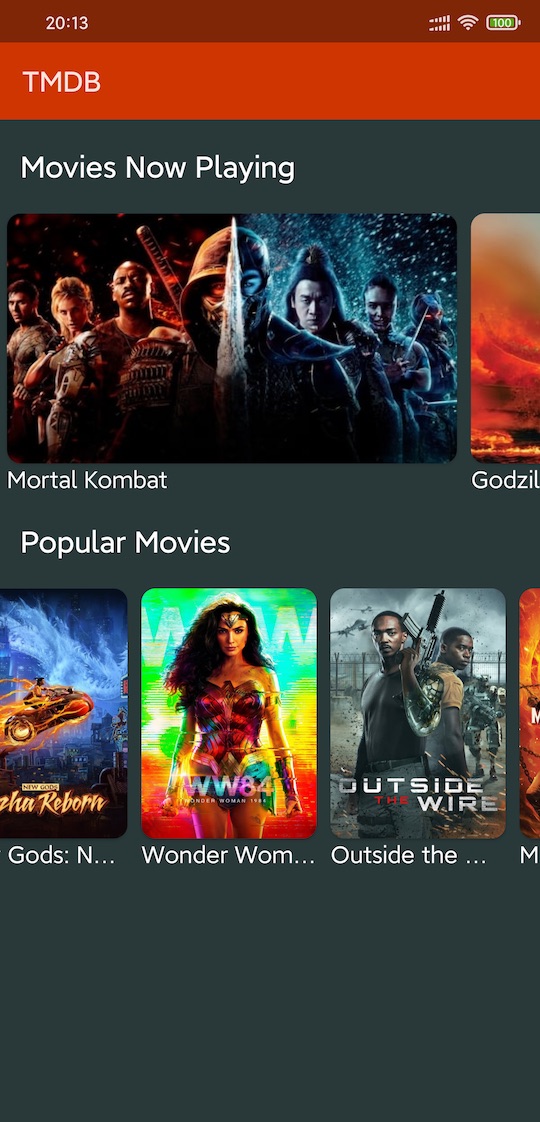 20:13
100
TMDB
Movies Now Playing
Mortal Kombat
Godzil
Popular Movies
NEW GODS
zha Reborn
WW84
WONDER WOMAN 1984
OUTSIDE
THE WIRE
M
Gods: N...
Wonder Wom...
Outside the ...
M